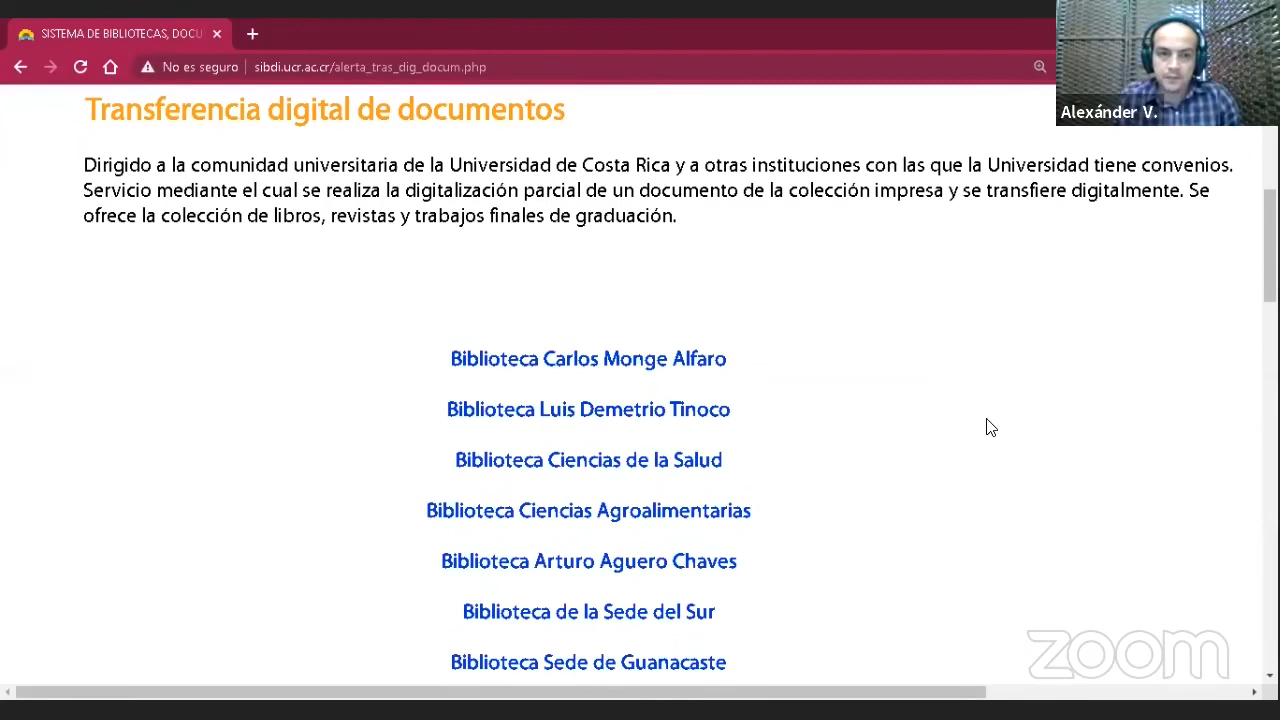 SISTEMA DE BIBLIOTECAS, DOCU
No es seguro
sibdi.ucr.ac.cr/alerta_tras_dig_docum.php
Alexánder V.
Transferencia digital de documentos
Dirigido a la comunidad universitaria de la Universidad de Costa Rica y a otras instituciones con las que la Universidad tiene convenios.
Servicio mediante el cual se realiza la digitalización parcial de un documento de la colección impresa y se transfiere digitalmente. Se
ofrece la colección de libros, revistas y trabajos finales de graduación.
Biblioteca Carlos Monge Alfaro
Biblioteca Luis Demetrio Tinoco
Biblioteca Ciencias de la Salud
Biblioteca Ciencias Agroalimentarias
Biblioteca Arturo Aguero Chaves
Biblioteca de la Sede del Sur
Biblioteca Sede de Guanacaste
zoom